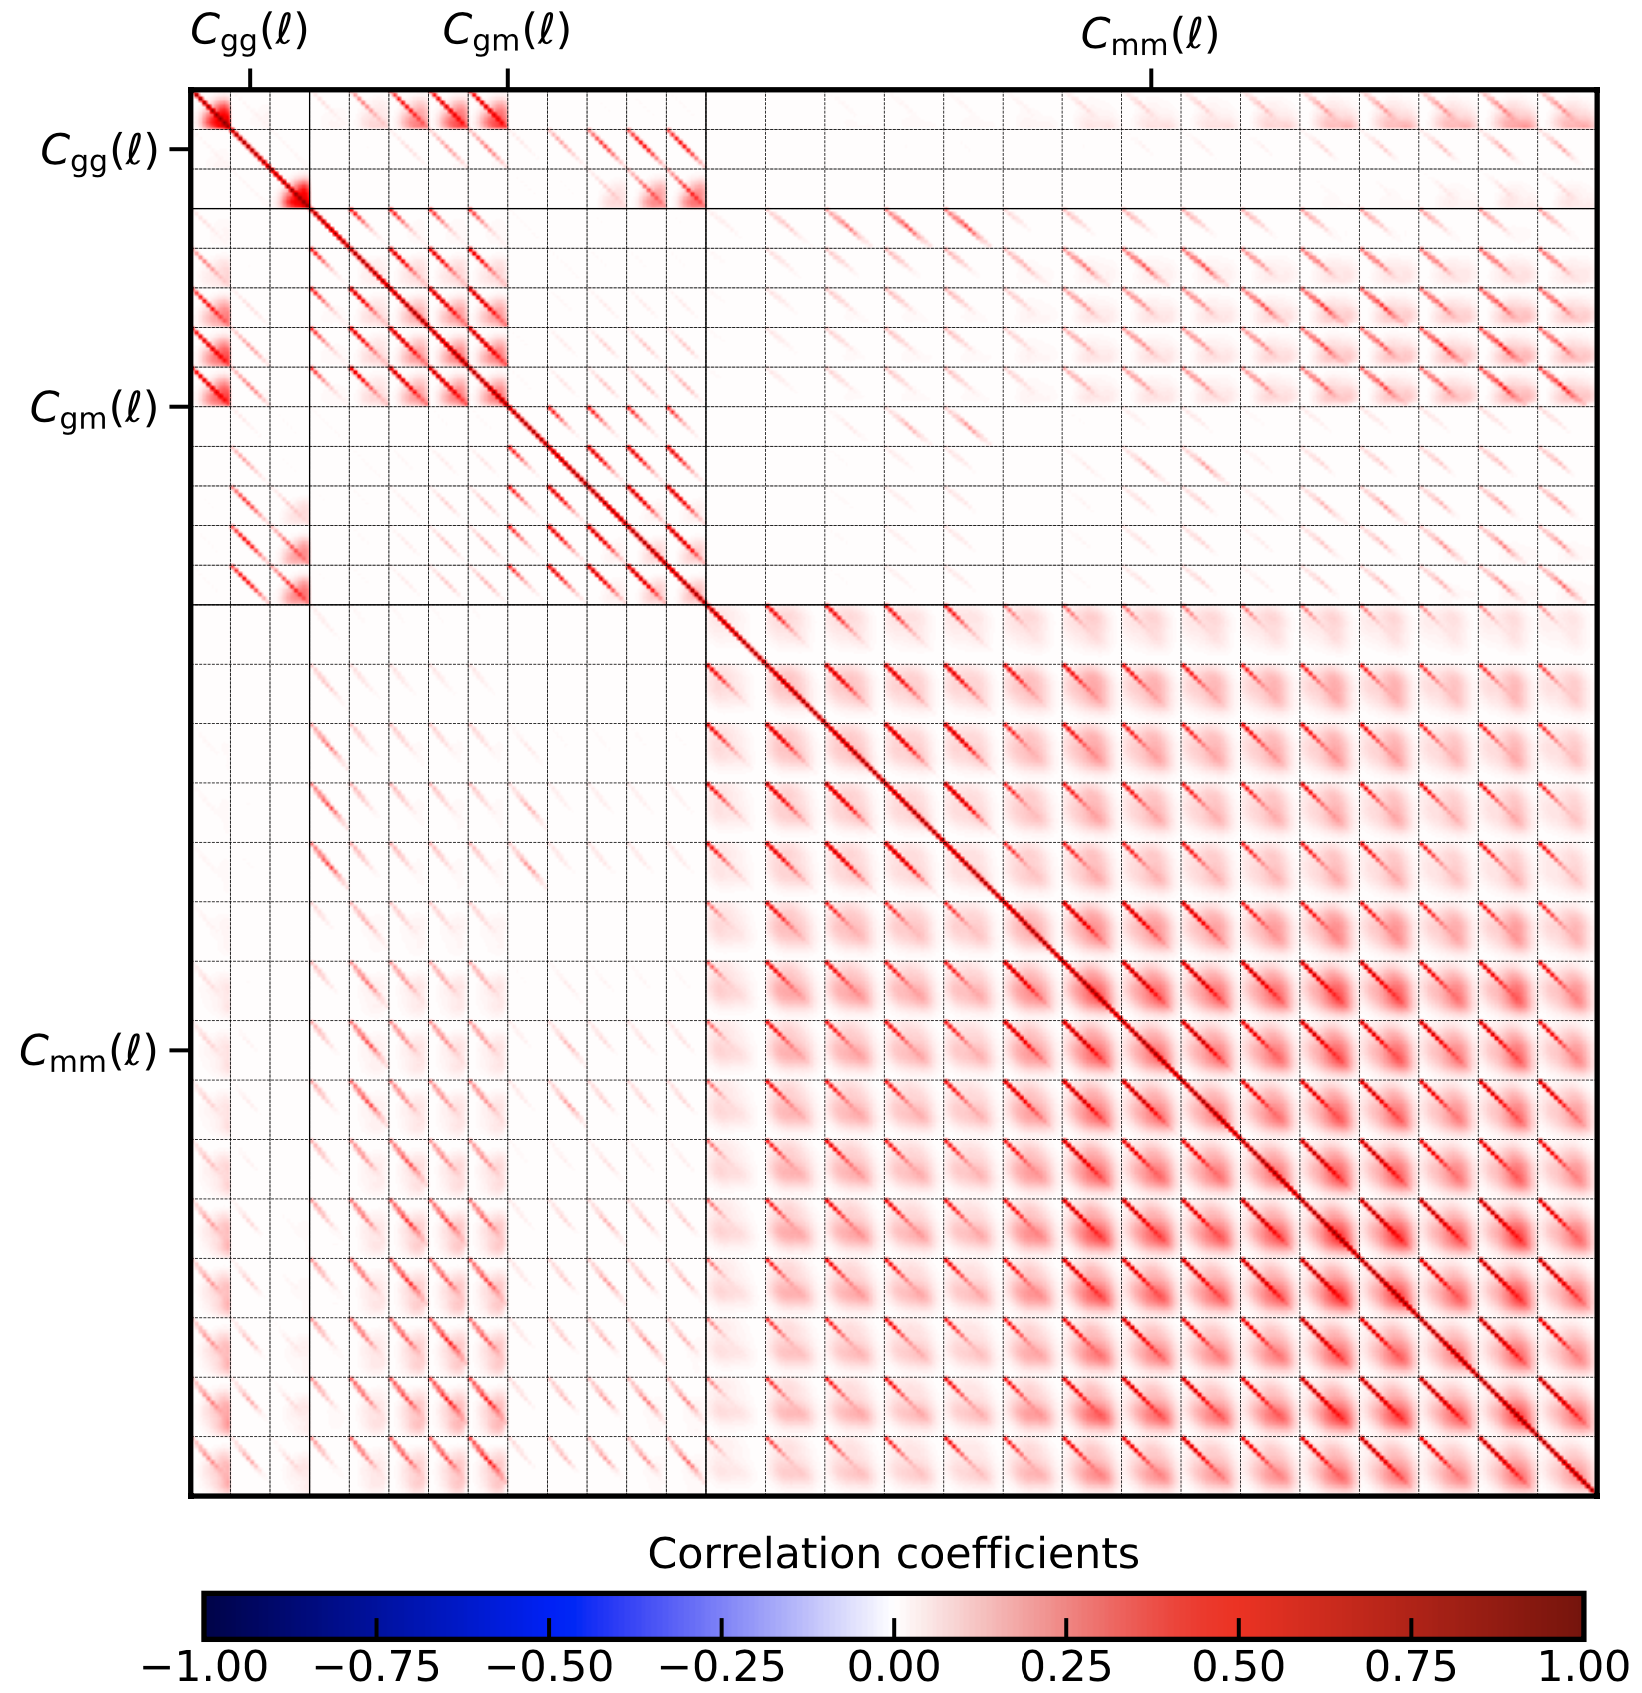 C_gg(ℓ) C_gm(ℓ) C_mm(ℓ)
C_gg(ℓ)
C_gm(ℓ)
C_mm(ℓ)
Correlation coefficients
−1.00 −0.75 −0.50 −0.25 0.00 0.25 0.50 0.75 1.00